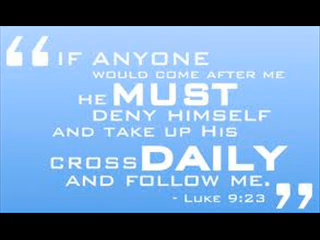 “IF ANYONE
WOULD COME AFTER ME
HE MUST
DENY HIMSELF
AND TAKE UP HIS
CROSS DAILY
AND FOLLOW ME.
- LUKE 9:23 ”